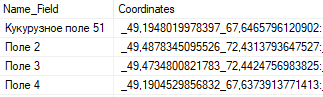 Name_Field Coordinates
Кукурузное поле 51 _49,1948019978397_67,6465796120902:
Поле 2 _49,4878345095526_72,4313793647527:
Поле 3 _49,4734800821783_72,4424756983825:
Поле 4 _49,1904529856832_67,6373913771413: